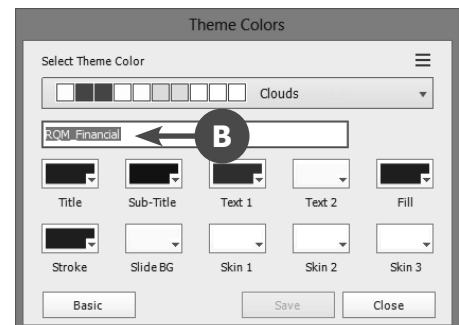 Theme Colors
Select Theme Color
Clouds
RQM_Financial
B
Title Sub-Title Text 1 Text 2 Fill
Stroke Slide BG Skin 1 Skin 2 Skin 3
Basic Save Close